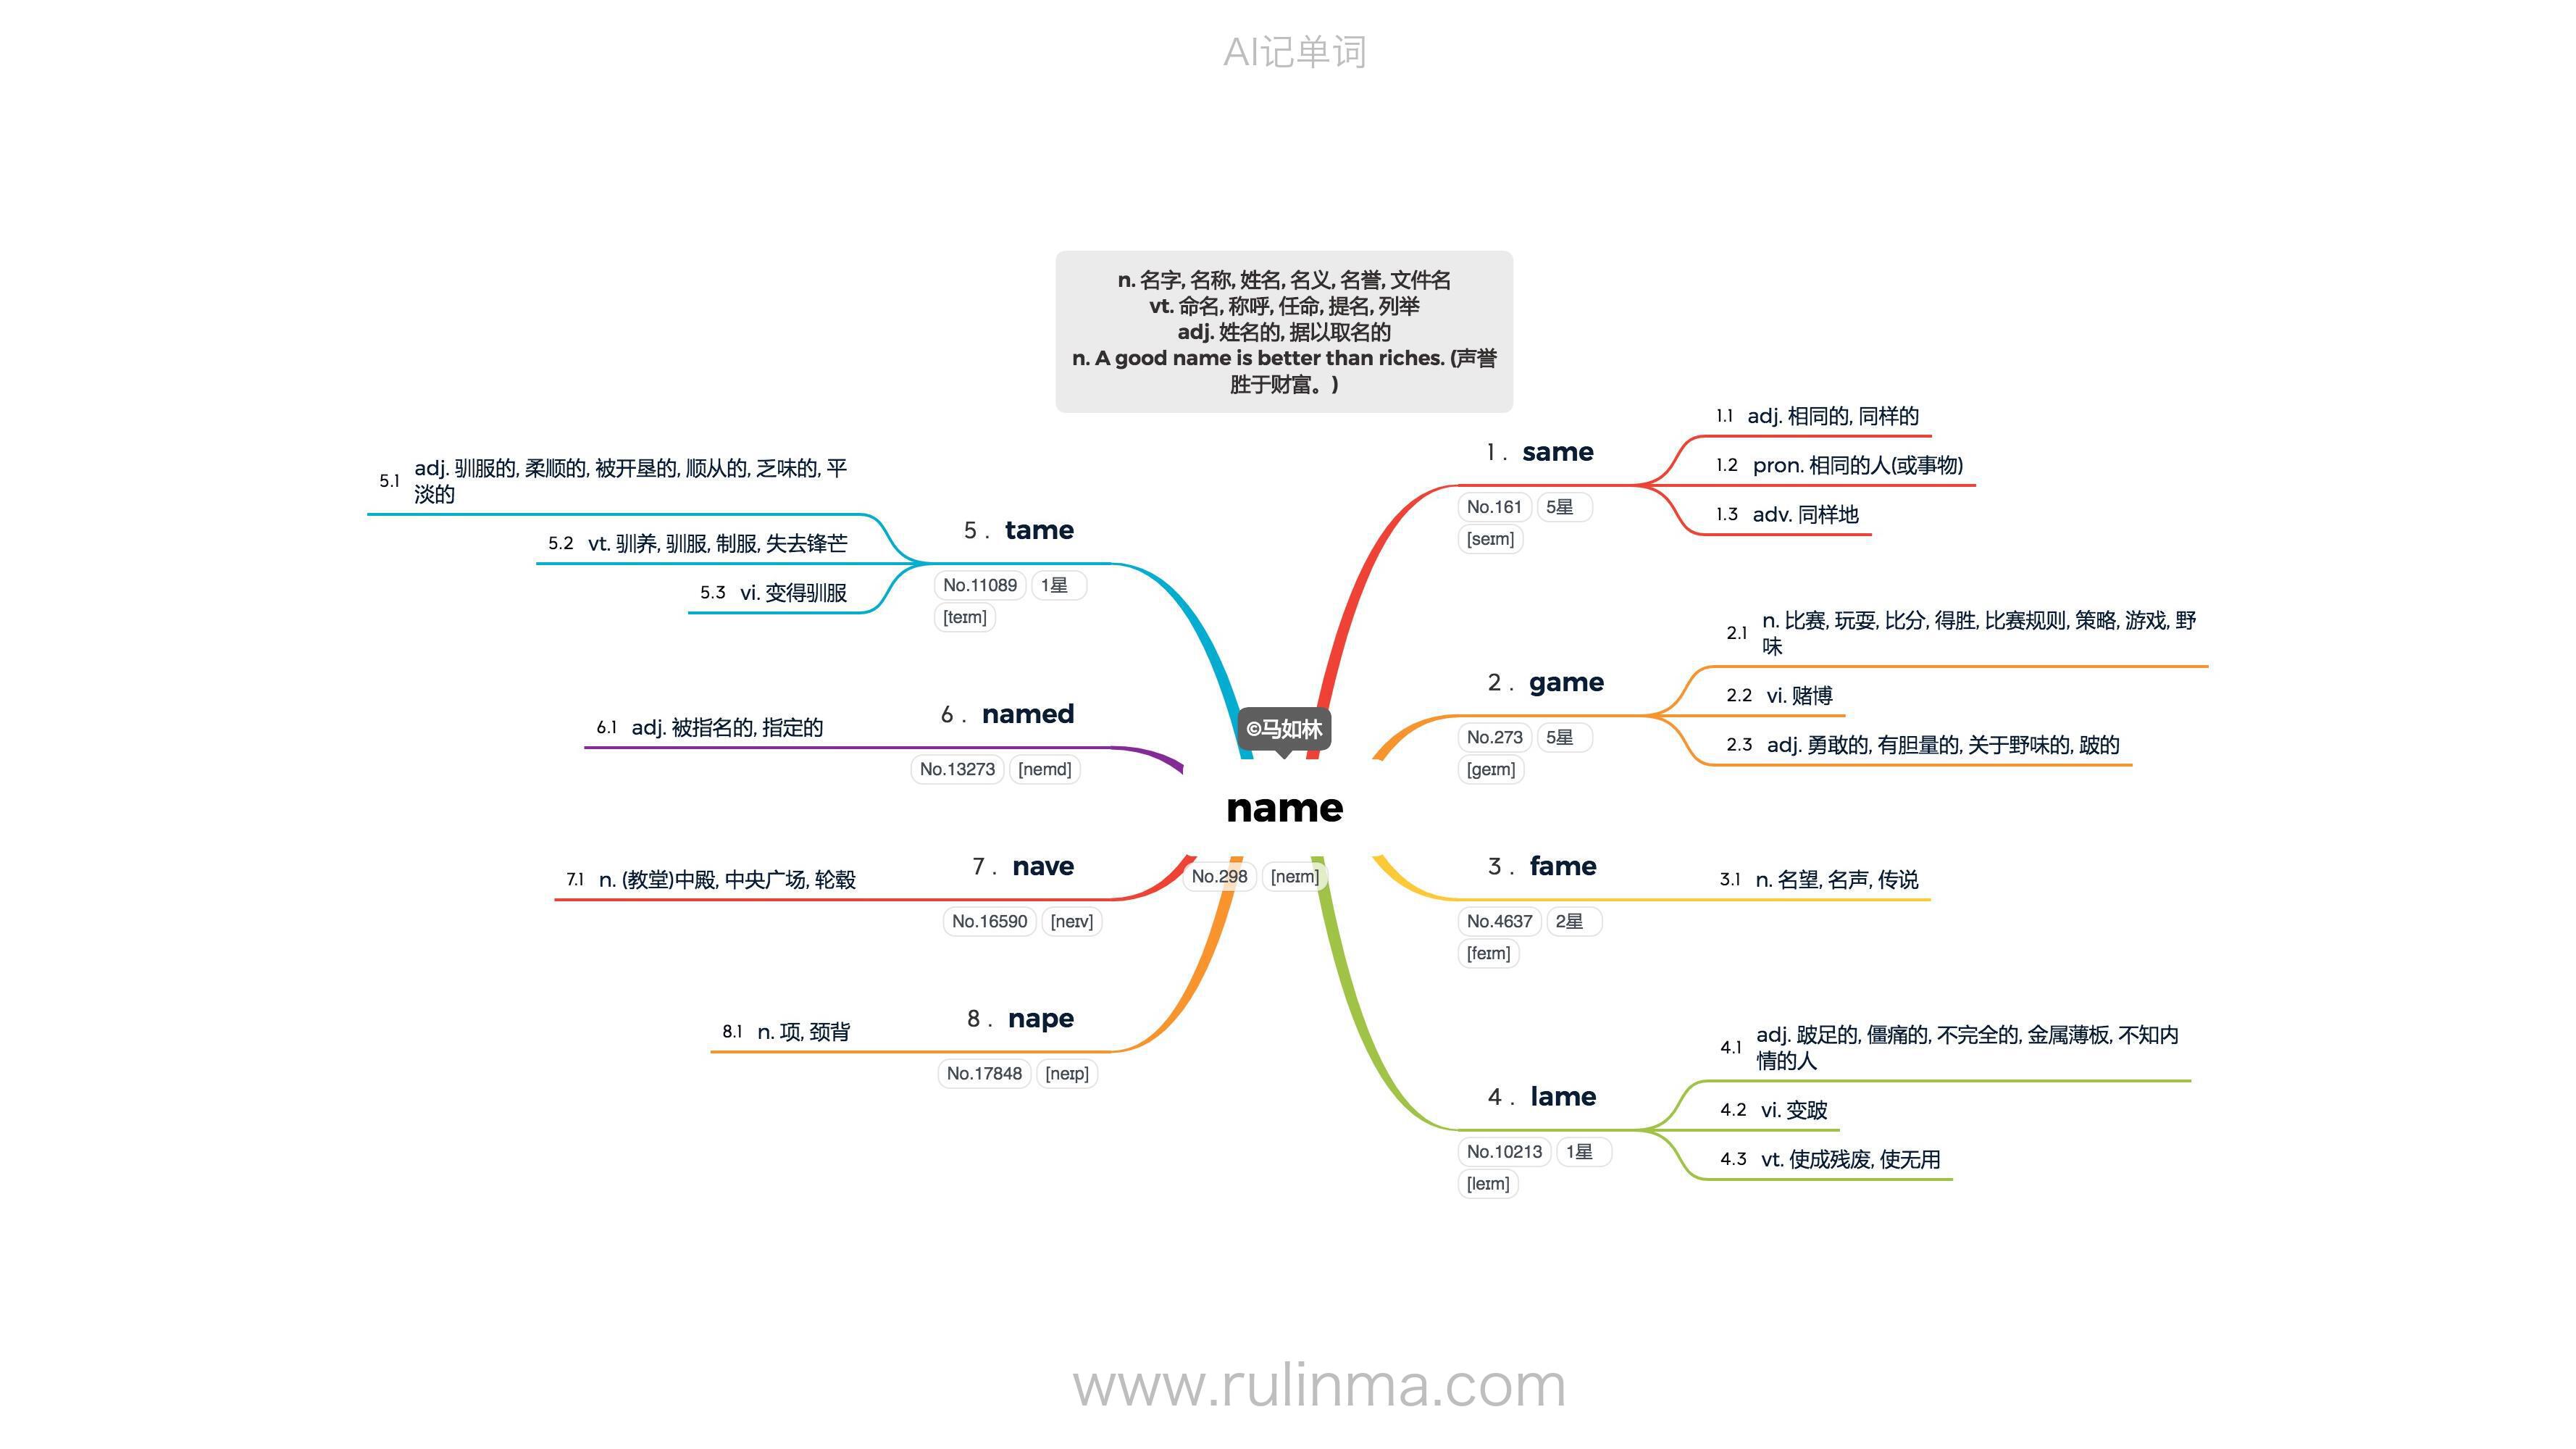 AI记单词
n. 名字, 名称, 姓名, 名义, 名誉, 文件名
vt. 命名, 称呼, 任命, 提名, 列举
adj. 姓名的, 据以取名的
n. A good name is better than riches. (声誉
胜于财富。)
©马如林
name
No.298 [neɪm]
1. same
No.161 5星
[seɪm]
1.1 adj. 相同的, 同样的
1.2 pron. 相同的人(或事物)
1.3 adv. 同样地
2. game
No.273 5星
[geɪm]
2.1 n. 比赛, 玩耍, 比分, 得胜, 比赛规则, 策略, 游戏, 野
味
2.2 vi. 赌博
2.3 adj. 勇敢的, 有胆量的, 关于野味的, 跛的
3. fame
No.4637 2星
[feɪm]
3.1 n. 名望, 名声, 传说
4. lame
No.10213 1星
[leɪm]
4.1 adj. 跛足的, 僵痛的, 不完全的, 金属薄板, 不知内
情的人
4.2 vi. 变跛
4.3 vt. 使成残废, 使无用
5. tame
No.11089 1星
[teɪm]
5.1 adj. 驯服的, 柔顺的, 被开垦的, 顺从的, 乏味的, 平
淡的
5.2 vt. 驯养, 驯服, 制服, 失去锋芒
5.3 vi. 变得驯服
6. named
No.13273 [nemd]
6.1 adj. 被指名的, 指定的
7. nave
No.16590 [neɪv]
7.1 n. (教堂)中殿, 中央广场, 轮毂
8. nape
No.17848 [neɪp]
8.1 n. 项, 颈背
www.rulinma.com